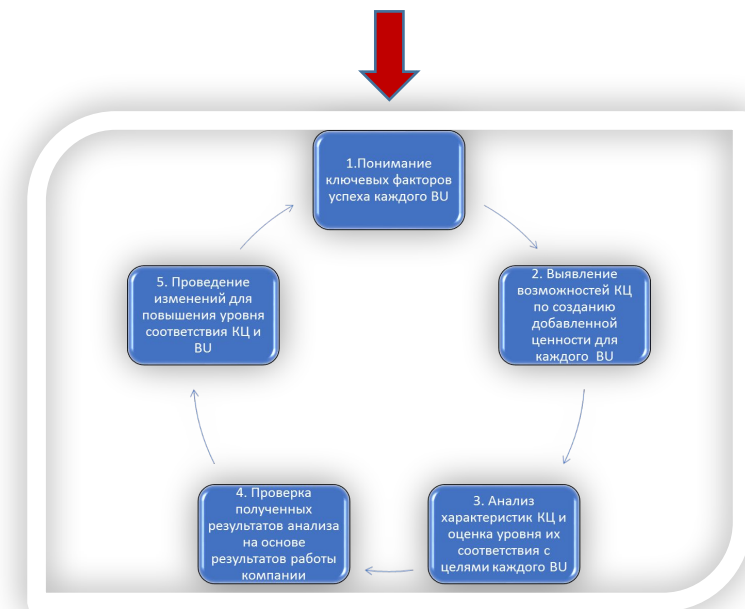 1.Понимание
ключевых факторов
успеха каждого BU
2. Выявление
возможностей КЦ
по созданию
добавленной
ценности для
каждого  BU
3. Анализ
характеристик КЦ и
оценка уровня их
соответствия с
целями каждого BU
4. Проверка
полученных
результатов анализа
на основе
результатов работы
компании
5. Проведение
изменений для
повышения уровня
соответствия КЦ и
BU